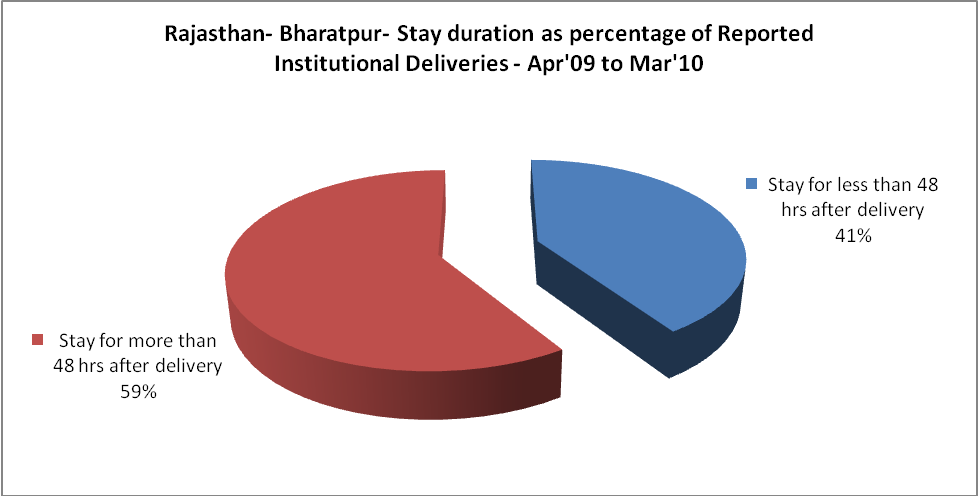 Rajasthan- Bharatpur- Stay duration as percentage of Reported
Institutional Deliveries - Apr'09 to Mar'10
Stay for less than 48
hrs after delivery
41%
Stay for more than
48 hrs after delivery
59%